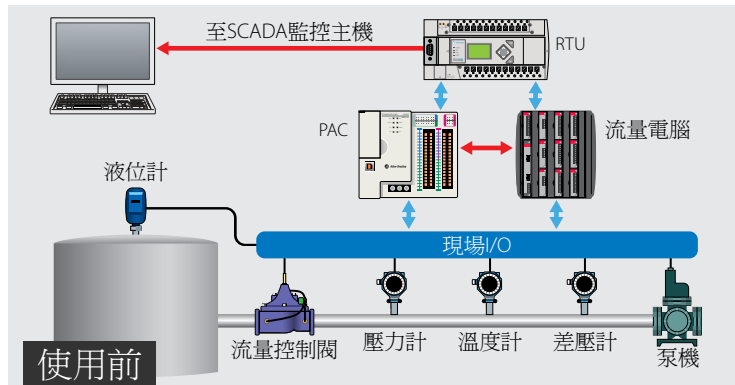 至SCADA監控主機
RTU
PAC
流量電腦
液位計
現場I/O
流量控制閥
壓力計
溫度計
差壓計
泵機
使用前